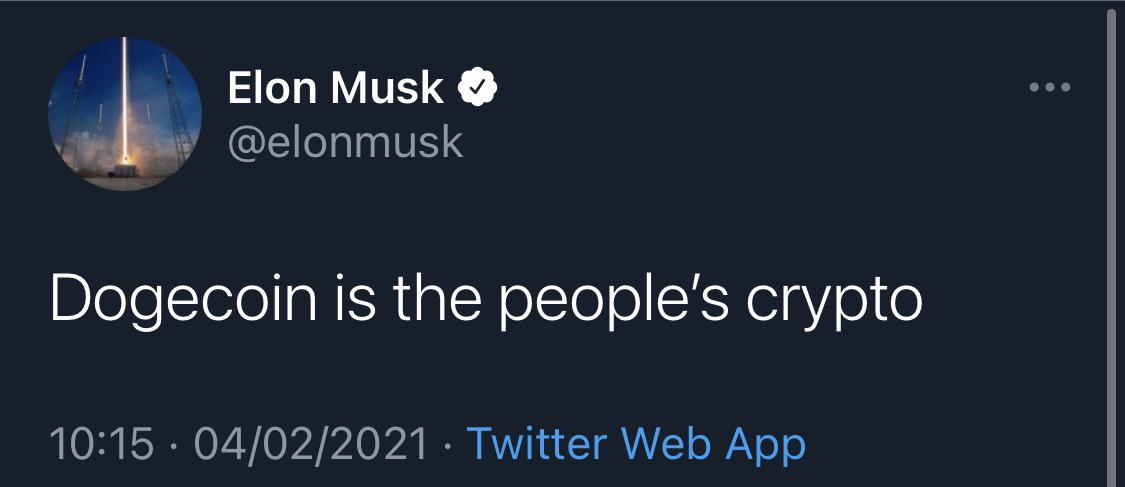 Elon Musk
@elonmusk
Dogecoin is the people’s crypto
10:15 · 04/02/2021 · Twitter Web App